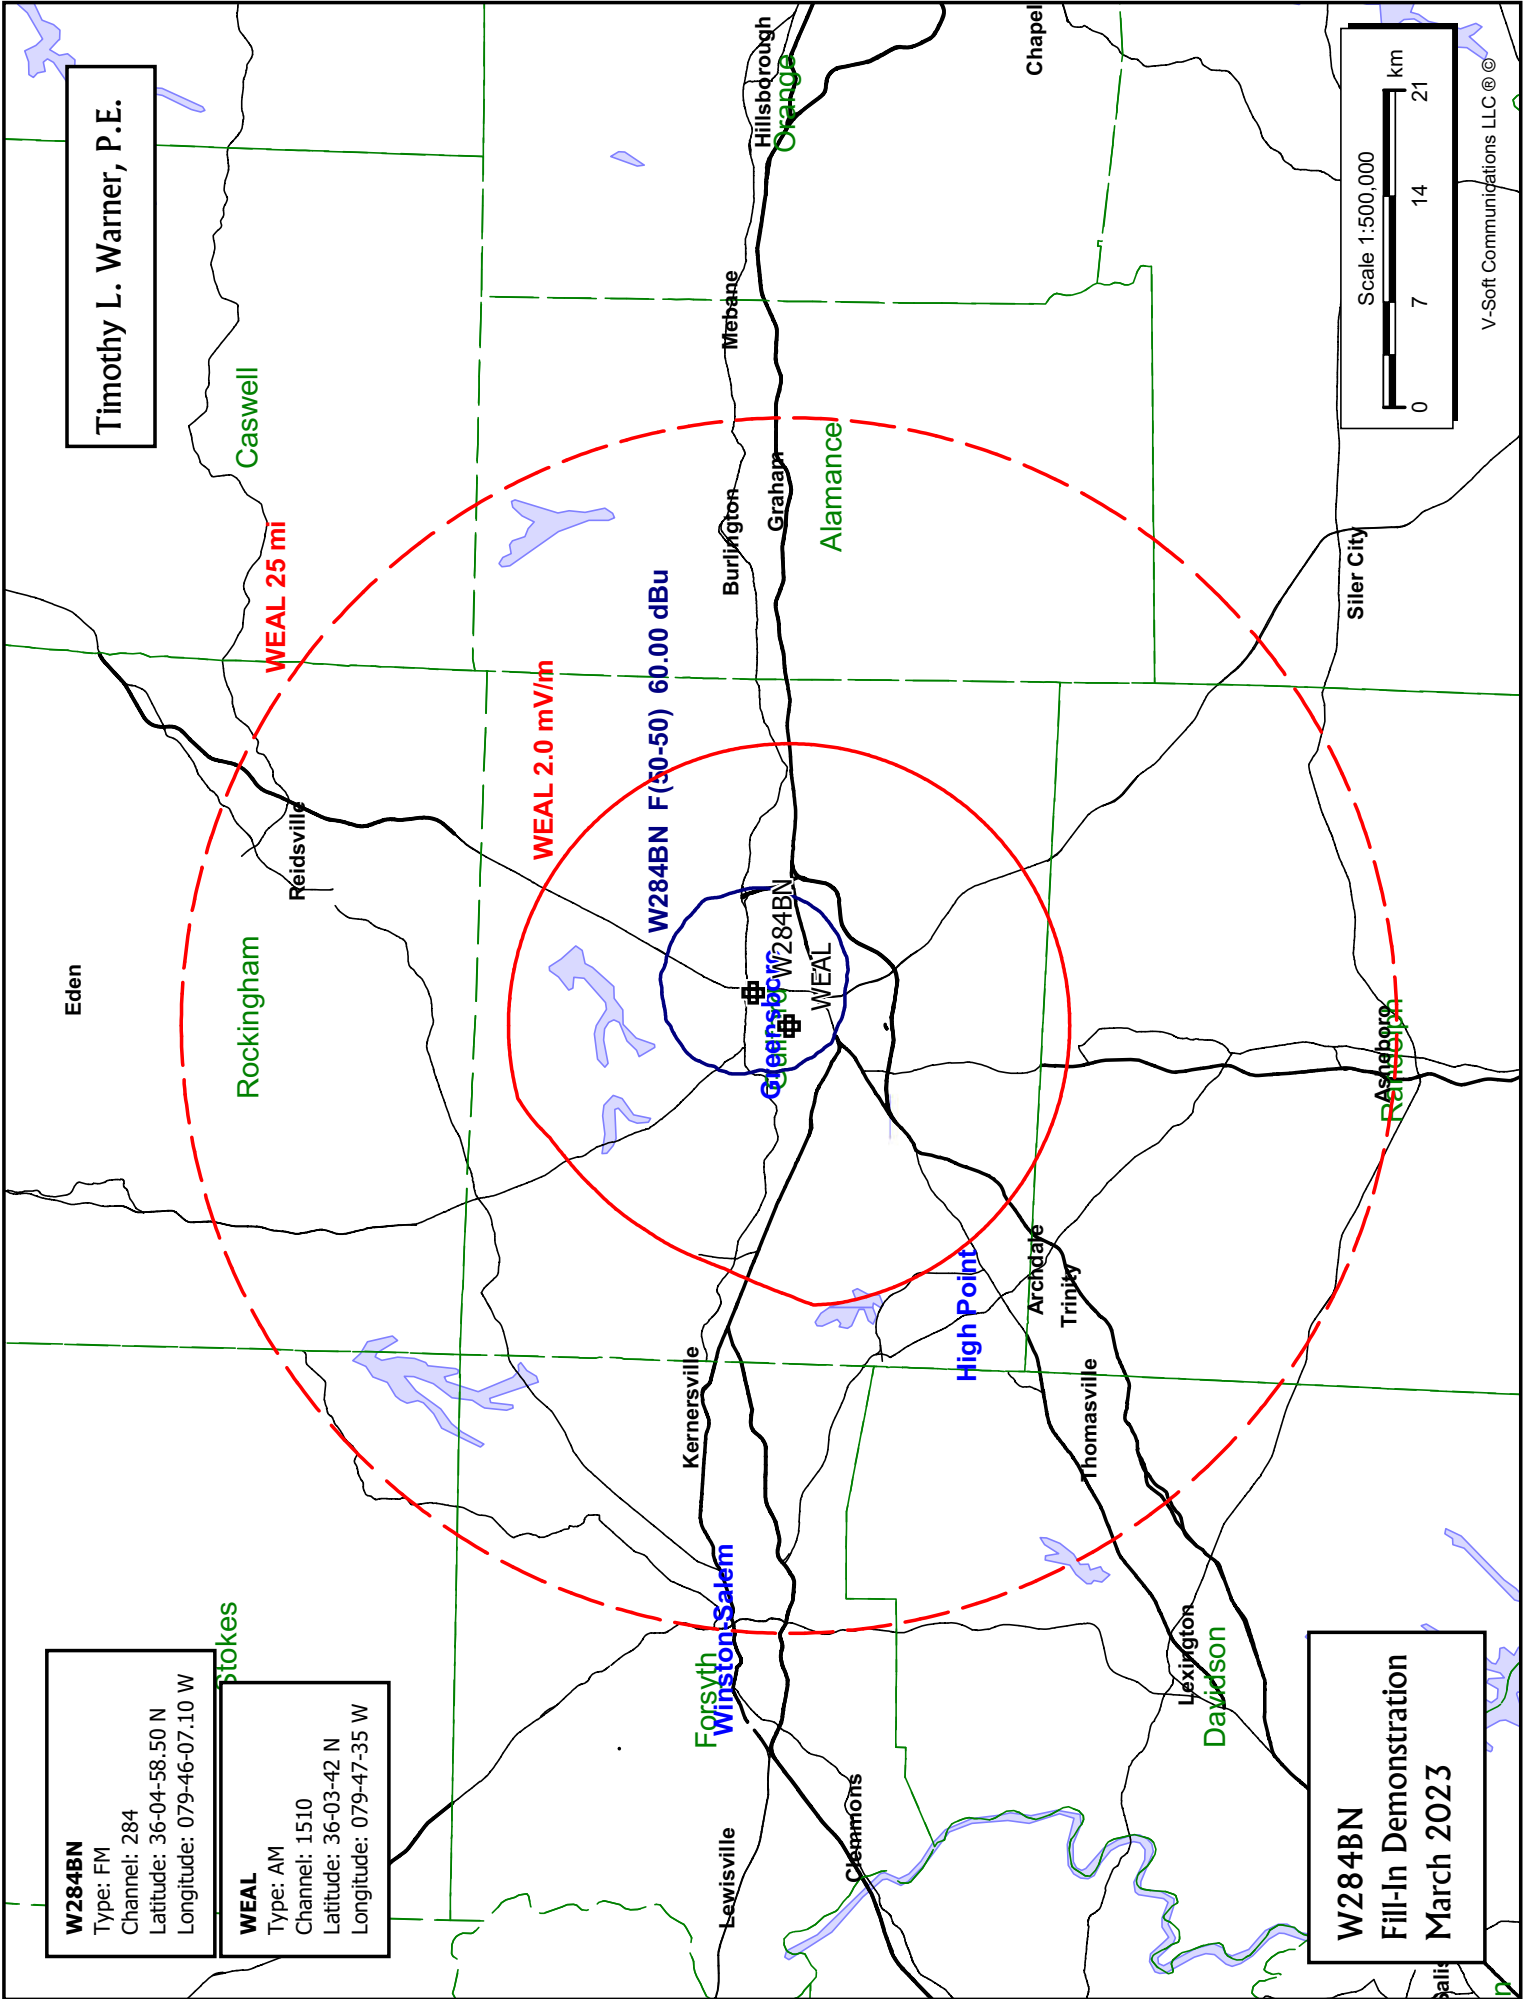 W284BN
Type: FM
Channel: 284
Latitude: 36-04-58.50 N
Longitude: 079-46-07.10 W
WEAL
Type: AM
Channel: 1510
Latitude: 36-03-42 N
Longitude: 079-47-35 W
Timothy L. Warner, P.E.
Eden
Stokes
Rockingham
Caswell
Reidsville
WEAL 25 mi
WEAL 2.0 mV/m
W284BN F(50-50) 60.00 dBu
Lewisville
Forsyth
Winston-Salem
Kernersville
Greensboro
W284BN
WEAL
Burlington
Graham
Mebane
Hillsborough
Orange
Alamance
Clemmons
High Point
Archdale
Trinity
Chapel
Thomasville
Lexington
Davidson
Asheboro
Randolph
Siler City
W284BN
Fill-In Demonstration
March 2023
Scale 1:500,000
0 7 14 21 km
V-Soft Communications LLC ® ©